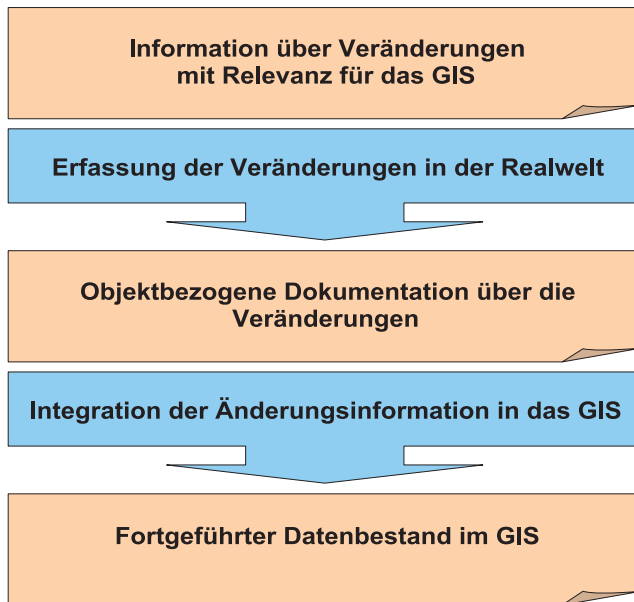 Information über Veränderungen
mit Relevanz für das GIS
Erfassung der Veränderungen in der Realwelt
Objektbezogene Dokumentation über die
Veränderungen
Integration der Änderungsinformation in das GIS
Fortgeführter Datenbestand im GIS